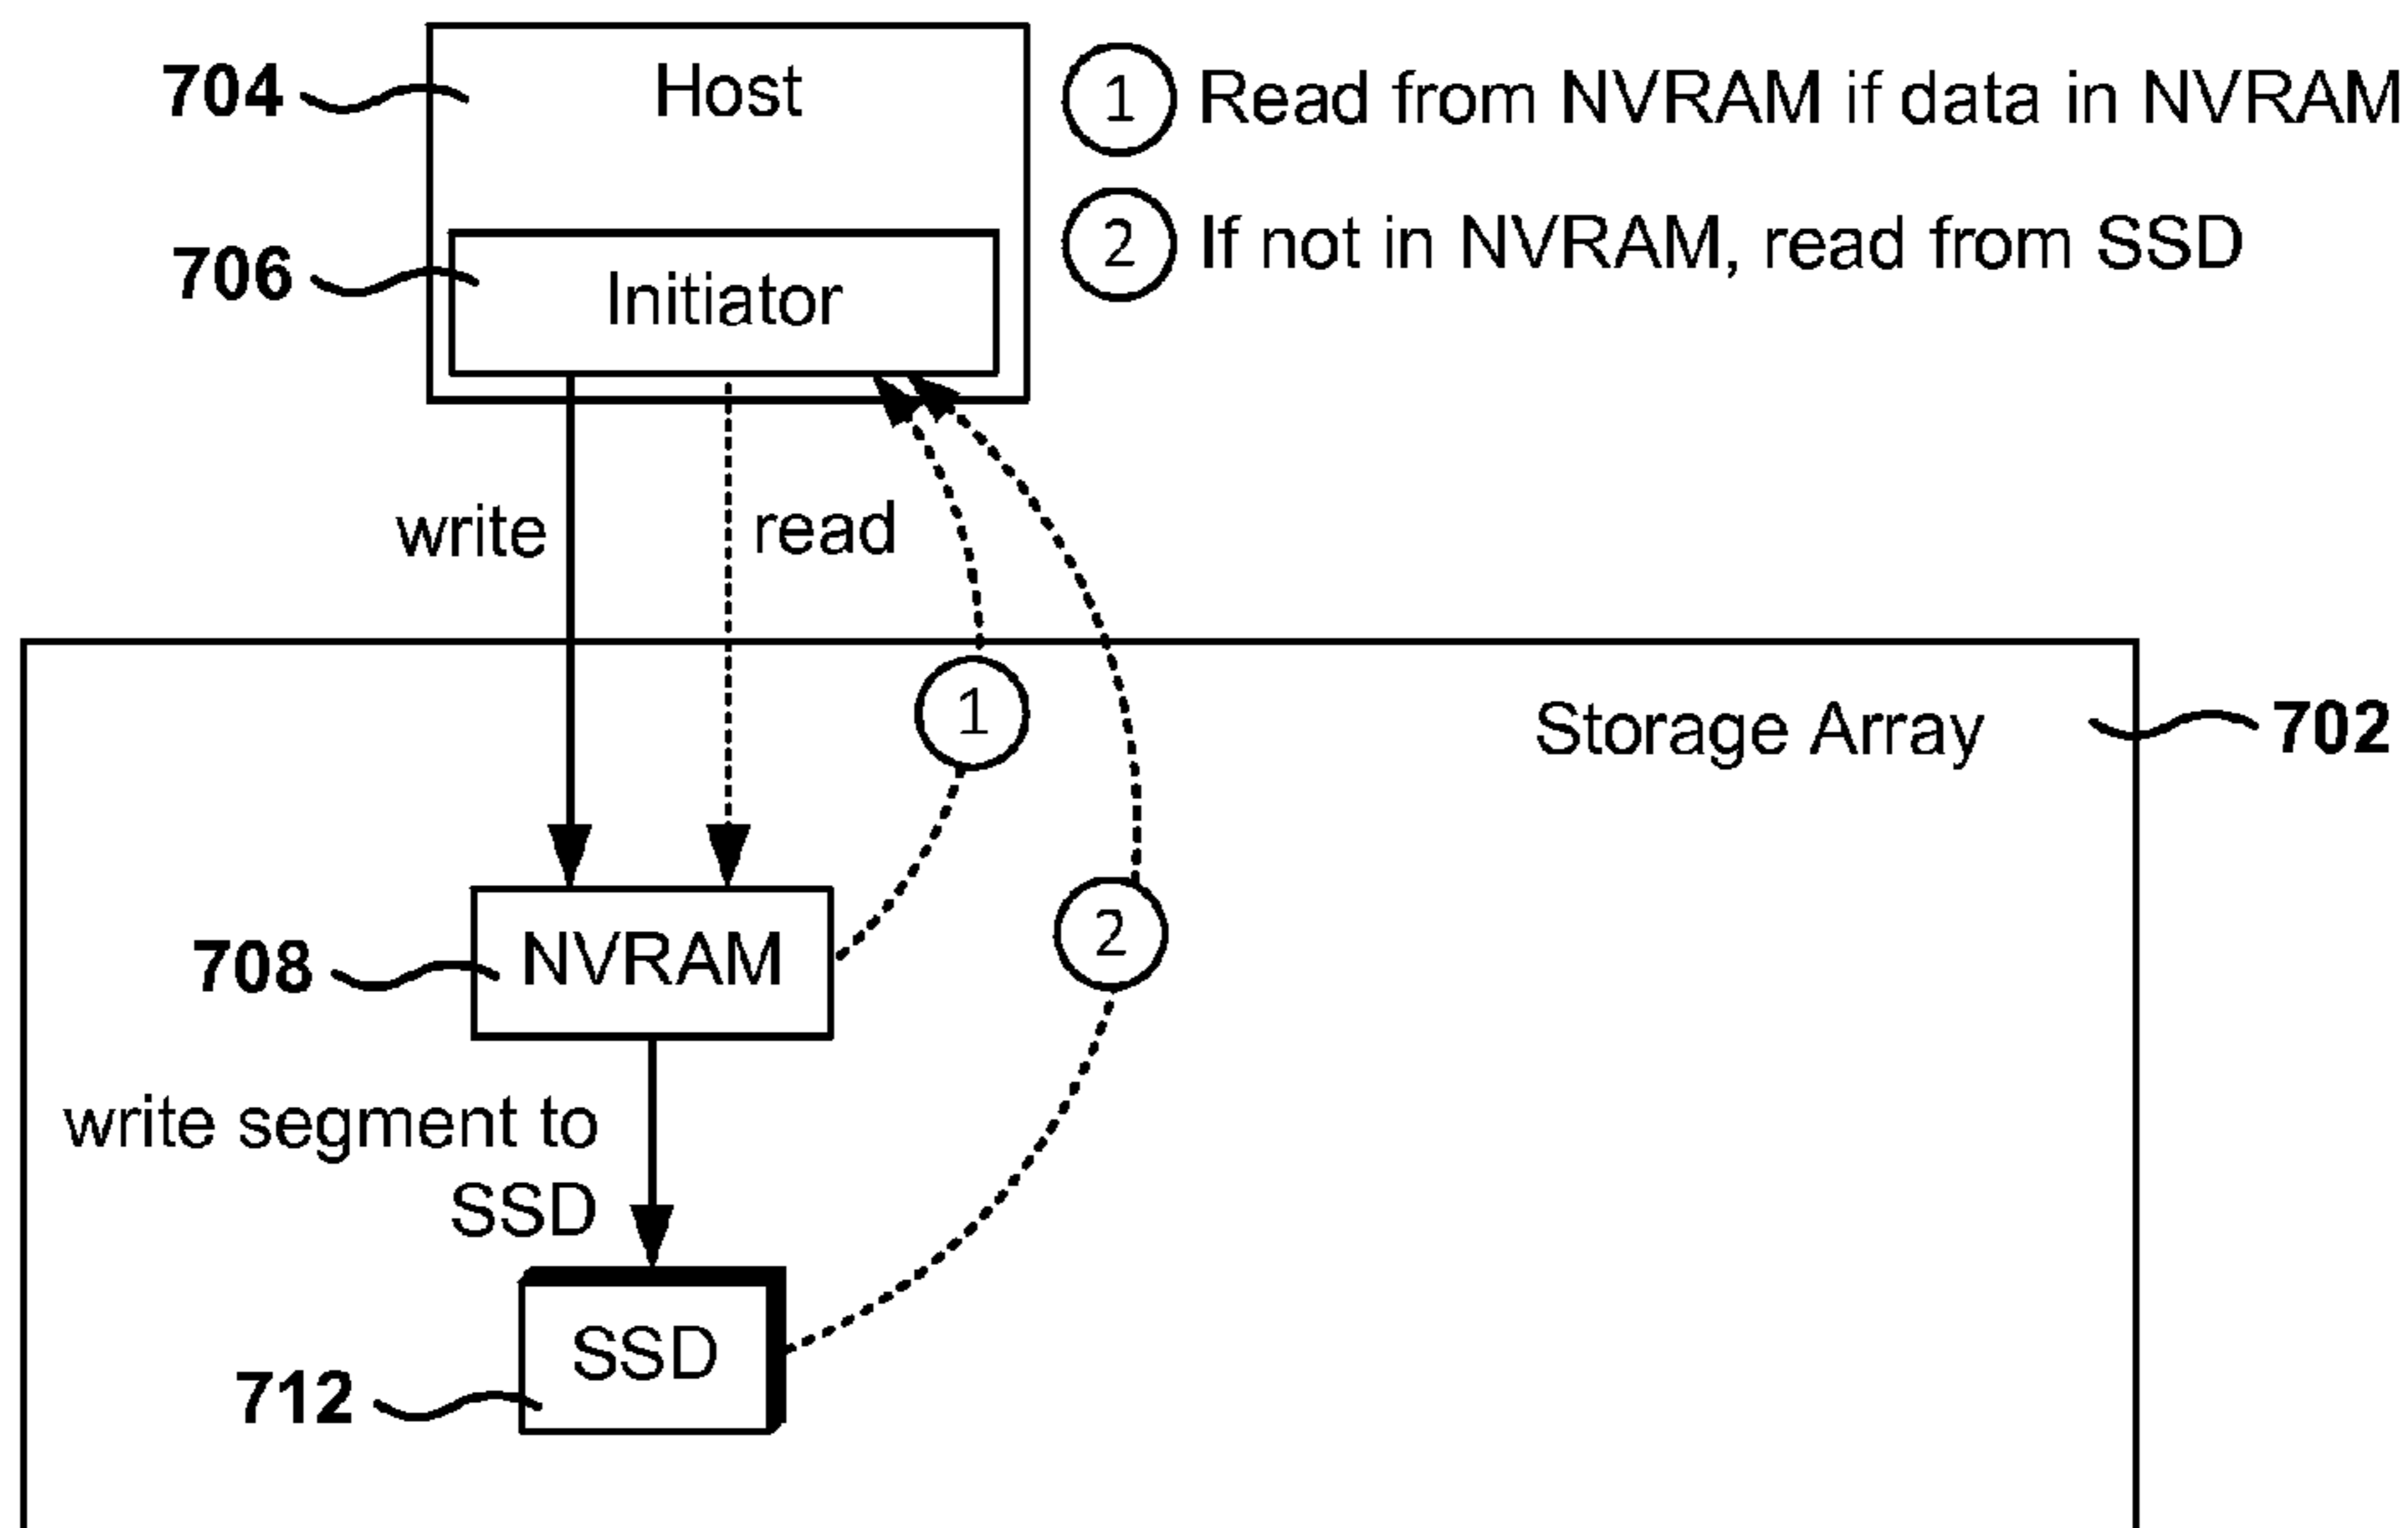 704
Host
1 Read from NVRAM if data in NVRAM
706
Initiator
2 If not in NVRAM, read from SSD
write
read
1
Storage Array
702
2
708
NVRAM
write segment to
SSD
SSD
712